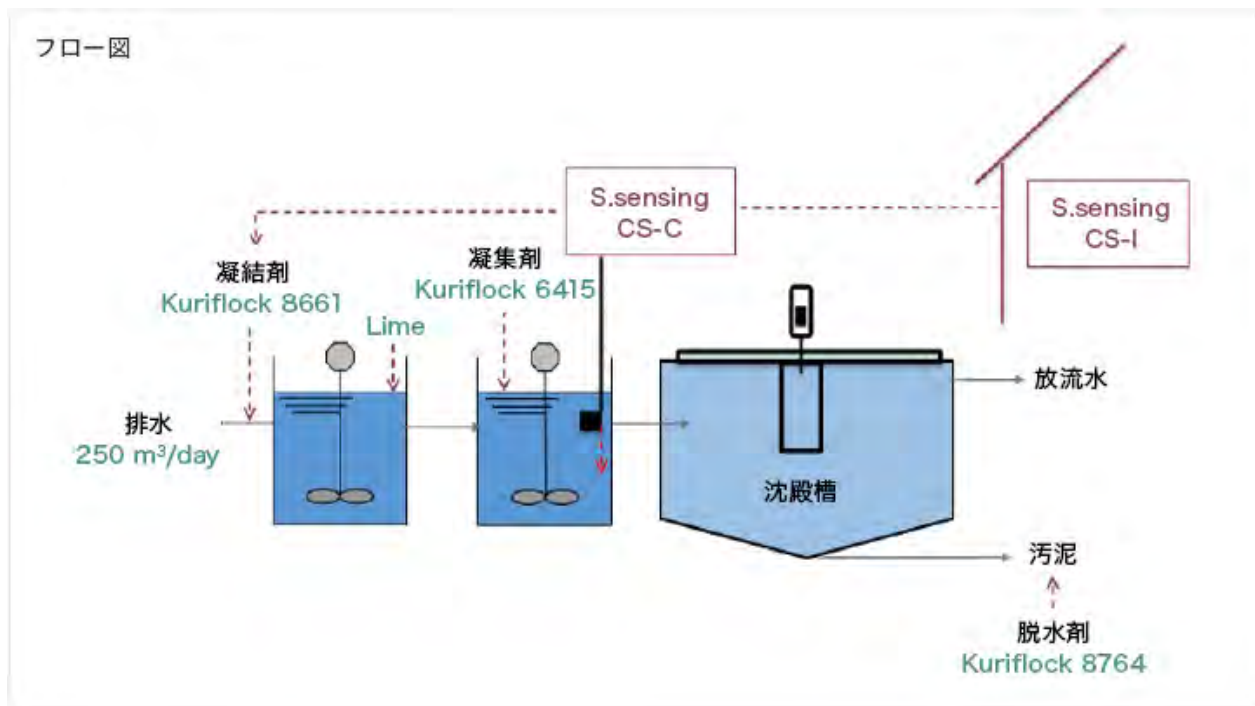 フロー図
S.sensing
CS-C
S.sensing
CS-I
凝結剤
Kuriflock 8661
凝集剤
Kuriflock 6415
Lime
排水
250 m³/day
沈殿槽
放流水
汚泥
脱水剤
Kuriflock 8764